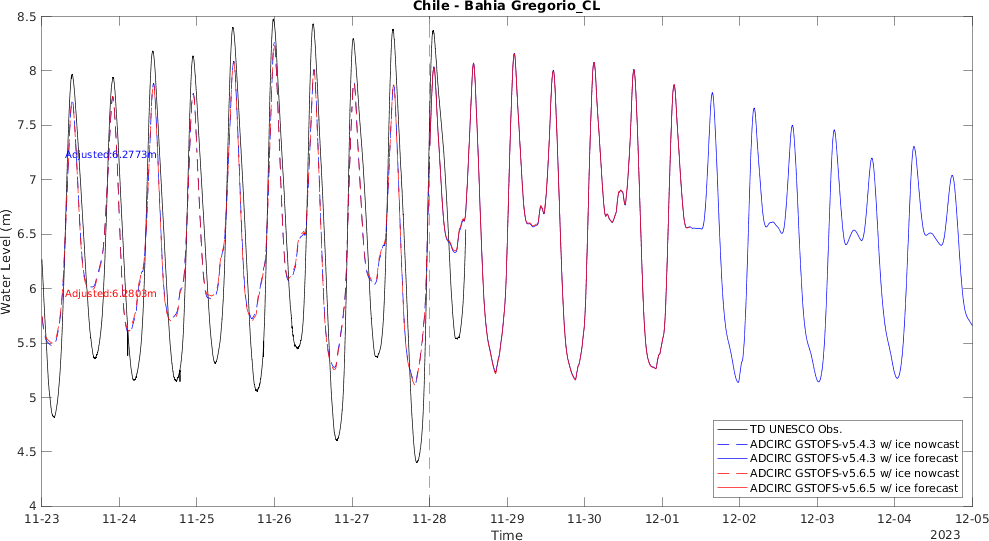 Chile - Bahia Gregorio_CL
8.5
8
7.5
7
6.5
6
5.5
5
4.5
4
Water Level (m)
Adjusted:6.2773m
Adjusted:6.2803m
TD UNESCO Obs.
ADCIRC GSTOFS-v5.4.3 w/ ice nowcast
ADCIRC GSTOFS-v5.4.3 w/ ice forecast
ADCIRC GSTOFS-v5.6.5 w/ ice nowcast
ADCIRC GSTOFS-v5.6.5 w/ ice forecast
11-23 11-24 11-25 11-26 11-27 11-28 11-29 11-30 12-01 12-02 12-03 12-04 12-05
Time
2023